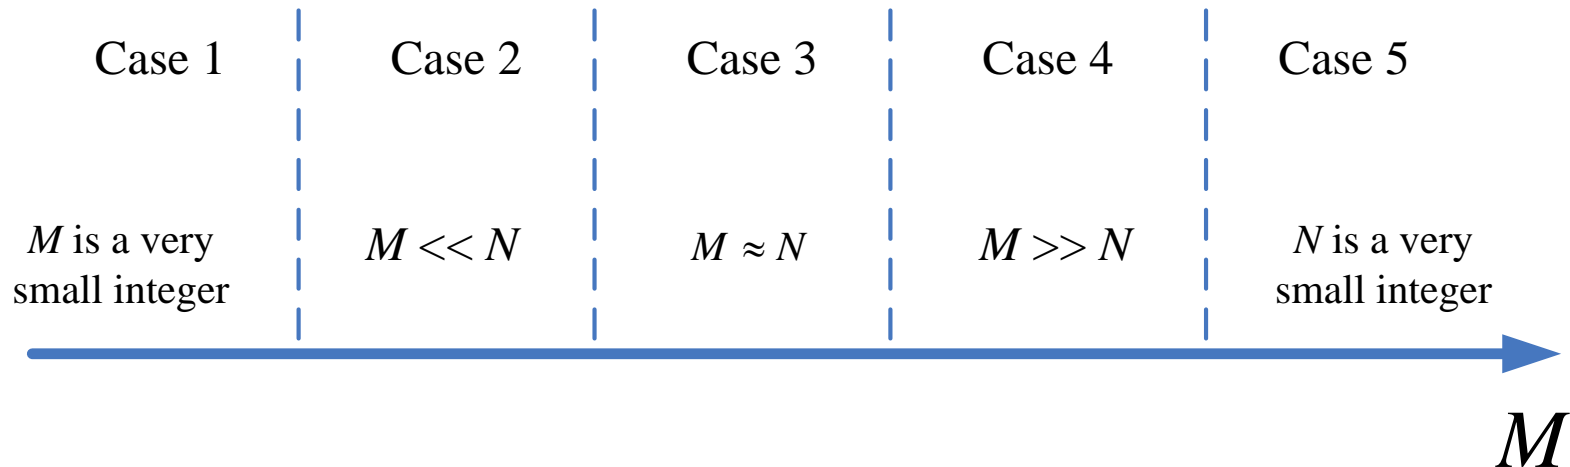 Case 1 Case 2 Case 3 Case 4 Case 5
M is a very
small integer
M << N
M ≈ N
M >> N
N is a very
small integer
M